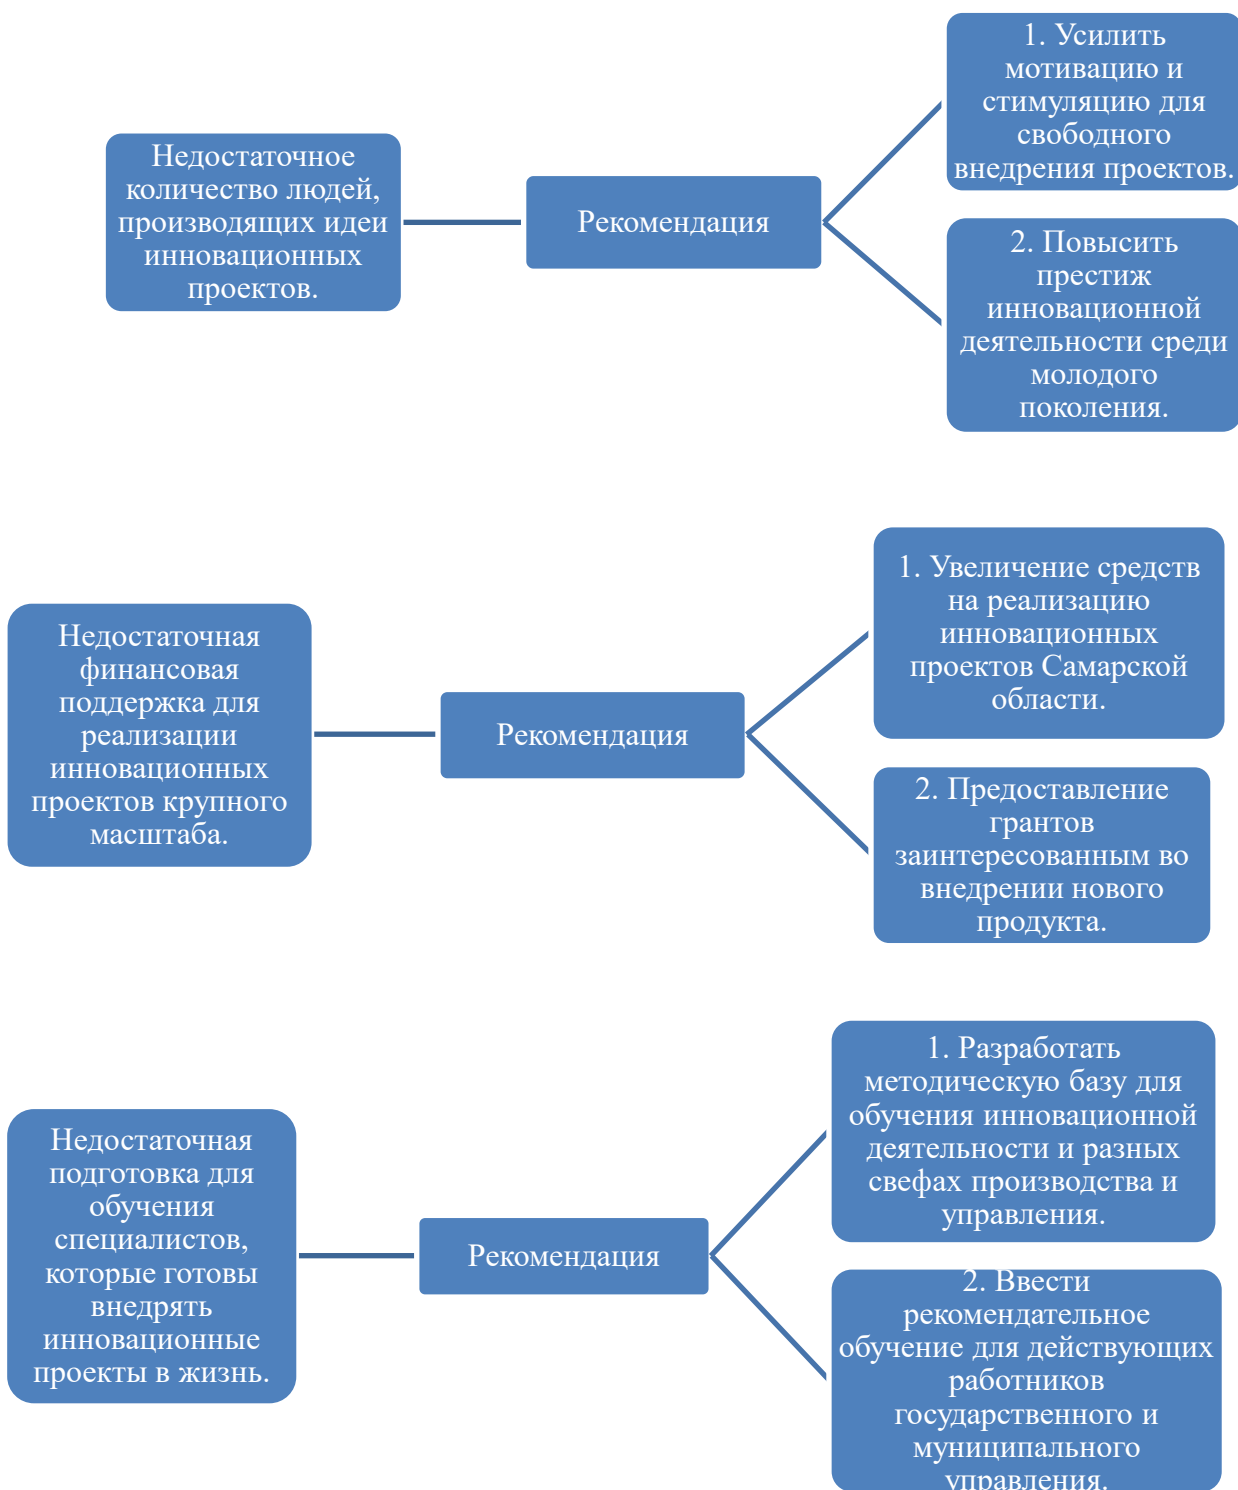 Недостаточное
количество людей,
производящих идеи
инновационных
проектов.
Рекомендация
1. Усилить
мотивацию и
стимуляцию для
свободного
внедрения проектов.
2. Повысить
престиж
инновационной
деятельности среди
молодого
поколения.
Недостаточная
финансовая
поддержка для
реализации
инновационных
проектов крупного
масштаба.
Рекомендация
1. Увеличение средств
на реализацию
инновационных
проектов Самарской
области.
2. Предоставление
грантов
заинтересованным во
внедрении нового
продукта.
Недостаточная
подготовка для
обучения
специалистов,
которые готовы
внедрять
инновационные
проекты в жизнь.
Рекомендация
1. Разработать
методическую базу для
обучения инновационной
деятельности и разных
свефах производства и
управления.
2. Ввести
рекомендательное
обучение для действующих
работников
государственного и
муниципального
управления.